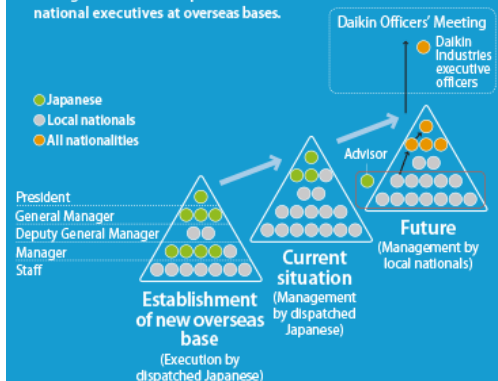 national executives at overseas bases.
Daikin Officers' Meeting
Daikin
Industries
executive
officers
Japanese
Local nationals
All nationalities
Advisor
President
General Manager
Deputy General Manager
Manager
Staff
Establishment
of new overseas
base
(Execution by
dispatched Japanese)
Current
situation
(Management
by dispatched
Japanese)
Future
(Management by
local nationals)